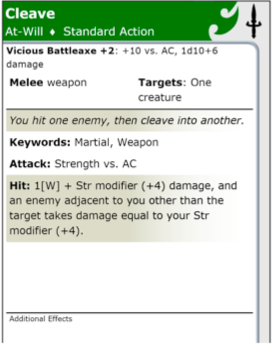 Cleave
At-Will ♦ Standard Action
Vicious Battleaxe +2: +10 vs. AC, 1d10+6
damage
Melee weapon Targets: One
creature
You hit one enemy, then cleave into another.
Keywords: Martial, Weapon
Attack: Strength vs. AC
Hit: 1[W] + Str modifier (+4) damage, and
an enemy adjacent to you other than the
target takes damage equal to your Str
modifier (+4).
Additional Effects